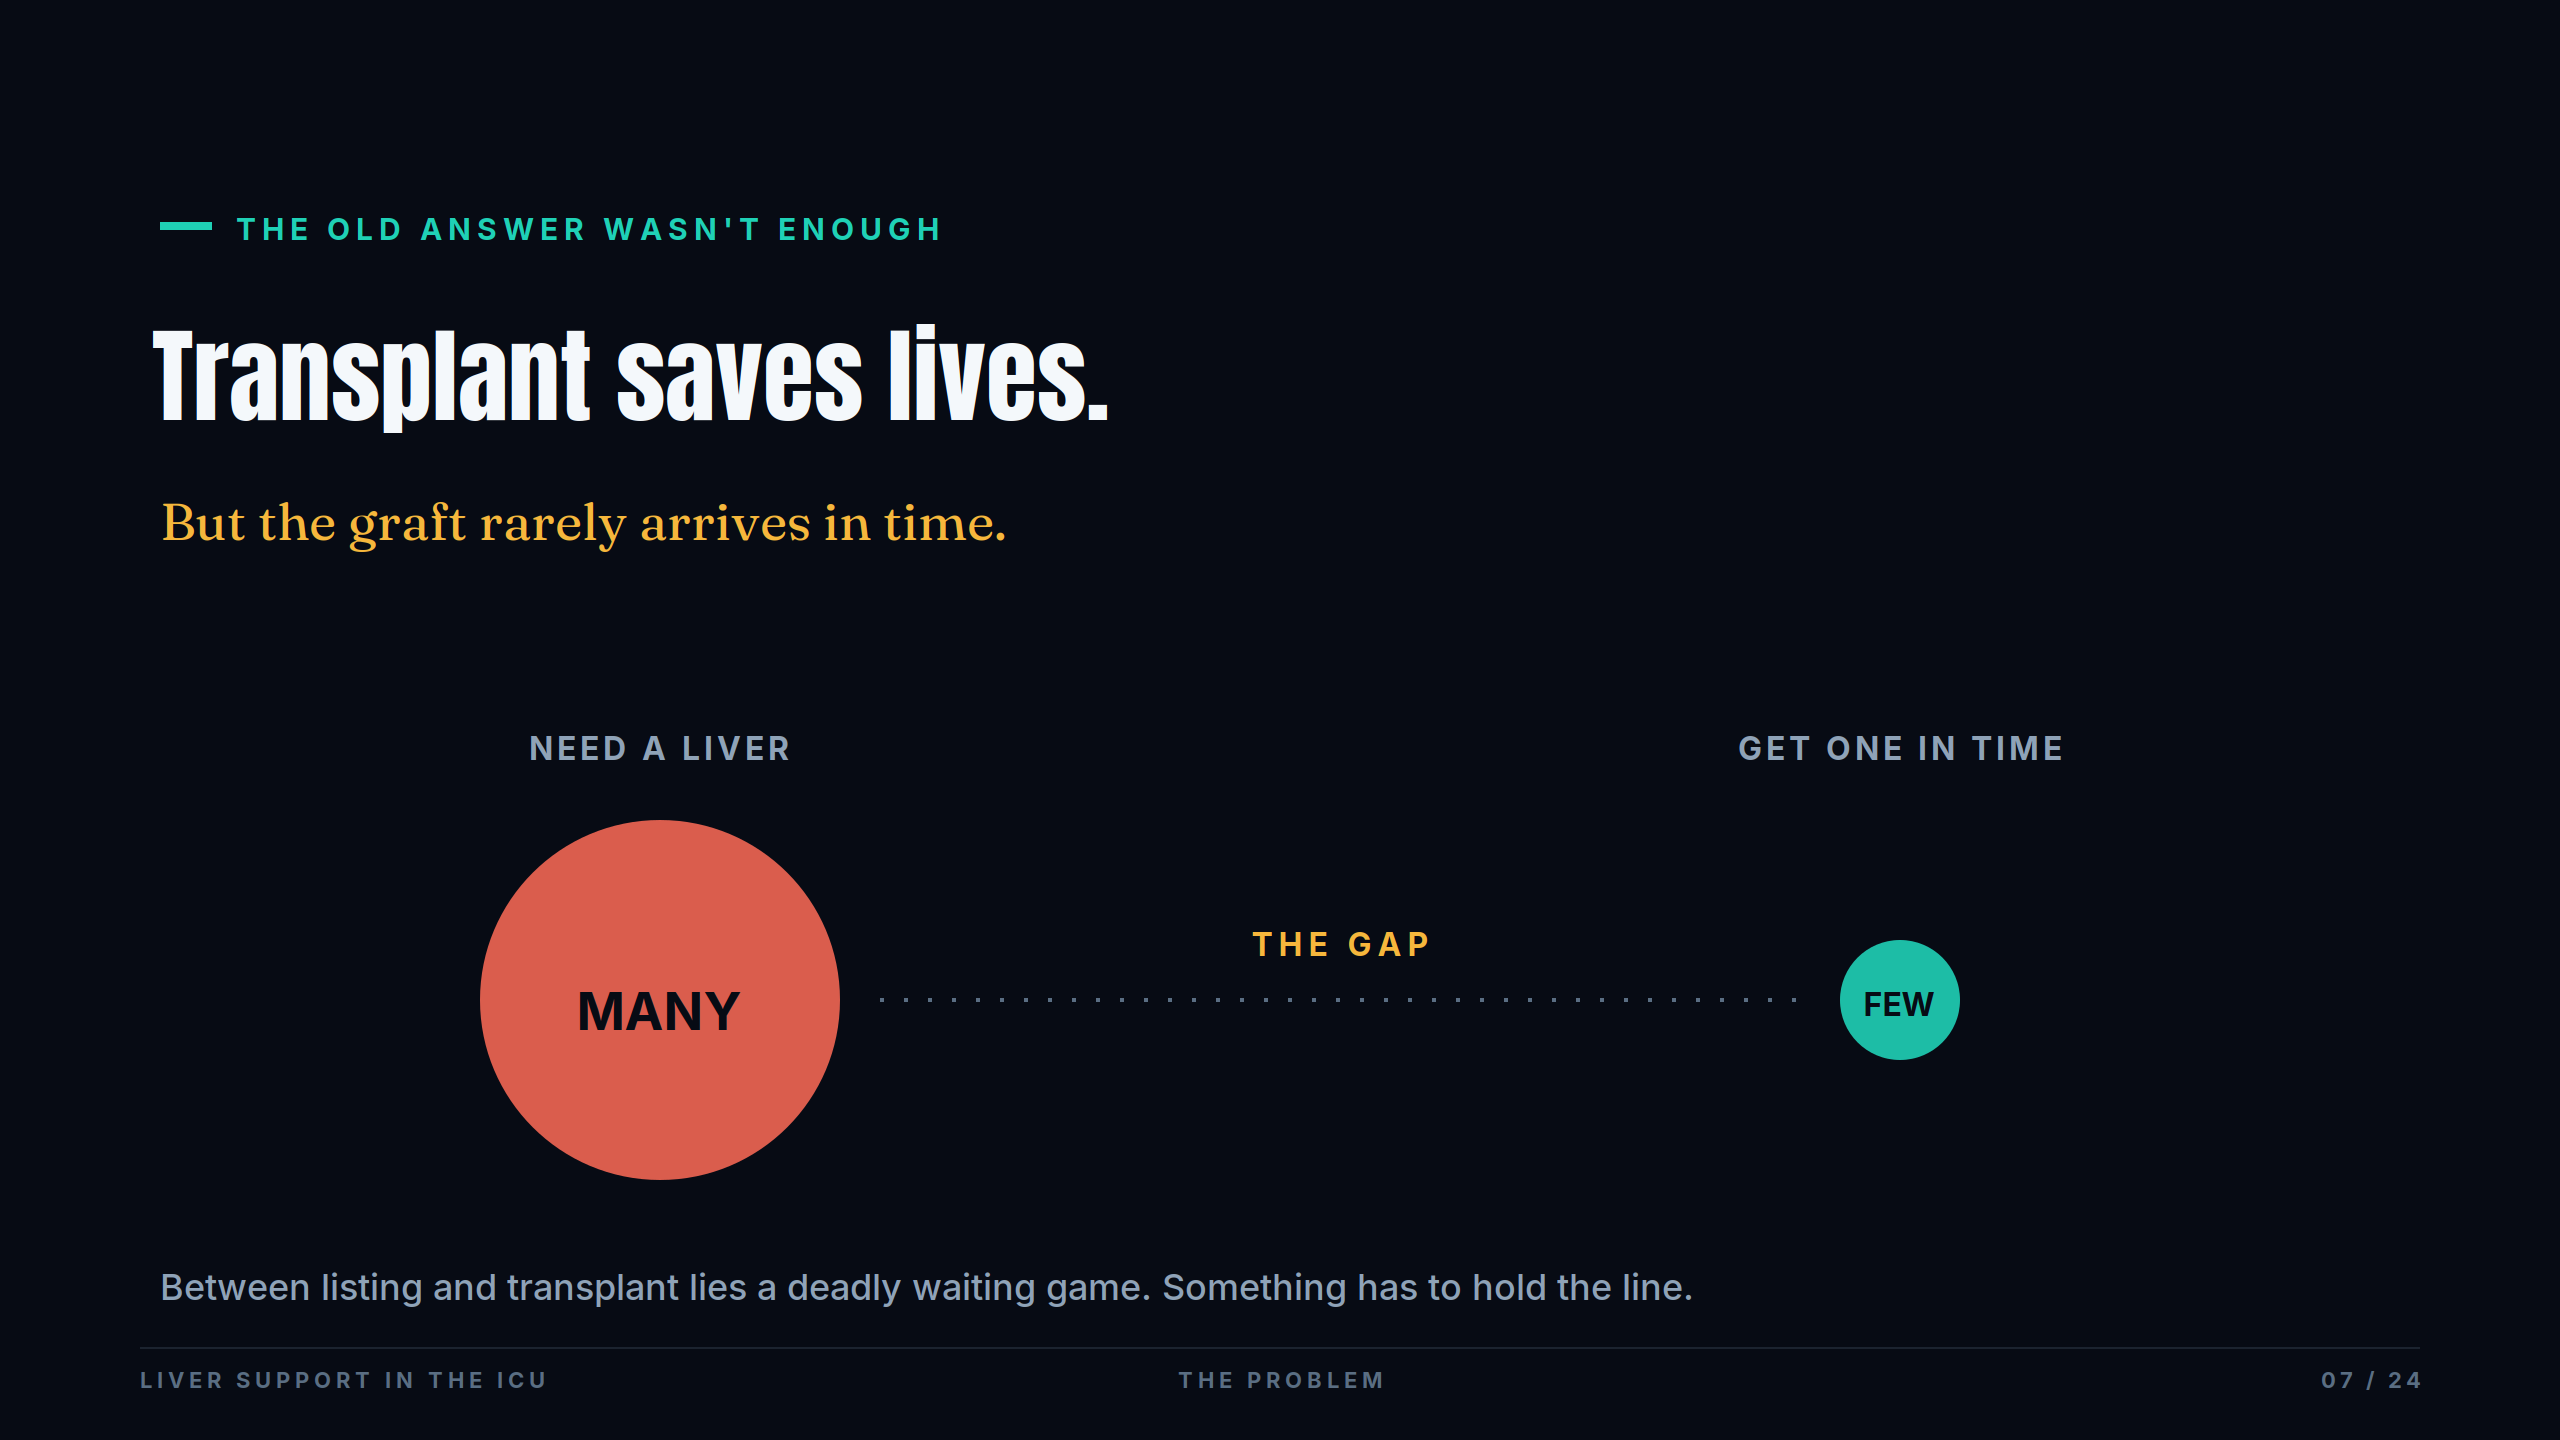 THE OLD ANSWER WASN'T ENOUGH
Transplant saves lives.
But the graft rarely arrives in time.
NEED A LIVER
GET ONE IN TIME
THE GAP
MANY
FEW
Between listing and transplant lies a deadly waiting game. Something has to hold the line.
LIVER SUPPORT IN THE ICU
THE PROBLEM
07 / 24